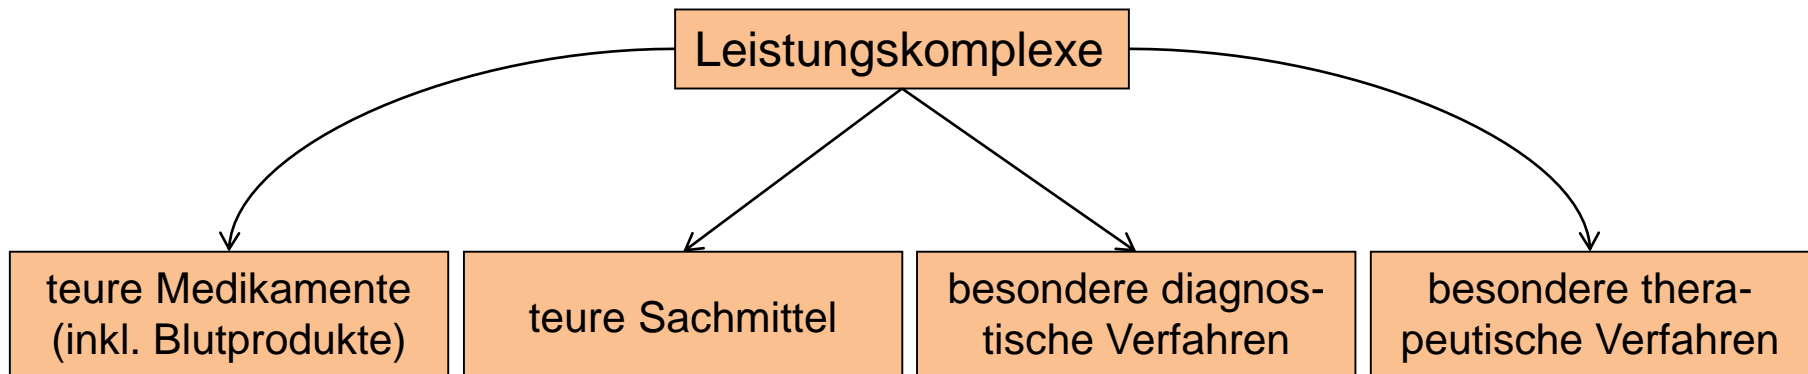 Leistungskomplexe
teure Medikamente
(inkl. Blutprodukte)
teure Sachmittel
besondere diagnos-
tische Verfahren
besondere thera-
peutische Verfahren